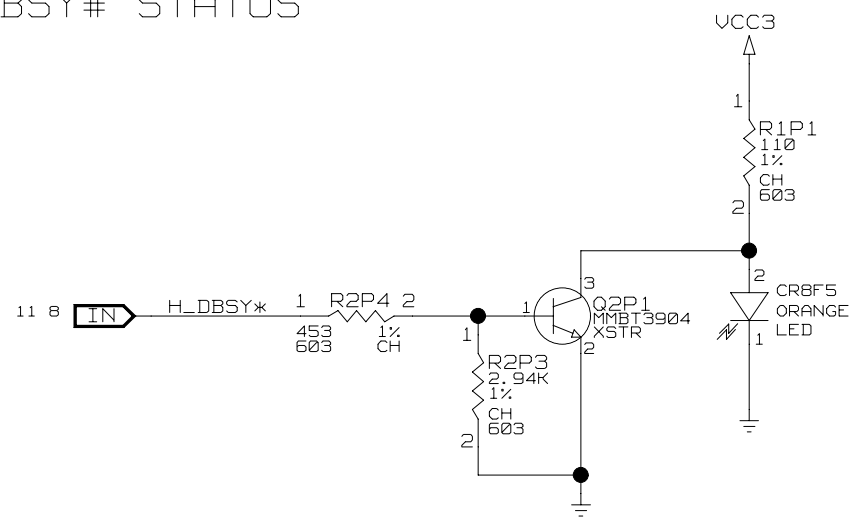 BSY# STATUS
VCC3
1
R1P1
110
1%
CH
603
2
11 8
IN
H_DBSY*
1
R2P4
2
453
603
1%
CH
1
3
Q2P1
MMBT3904
XSTR
2
1
R2P3
2.94K
1%
CH
603
2
2
CR8F5
ORANGE
LED
1